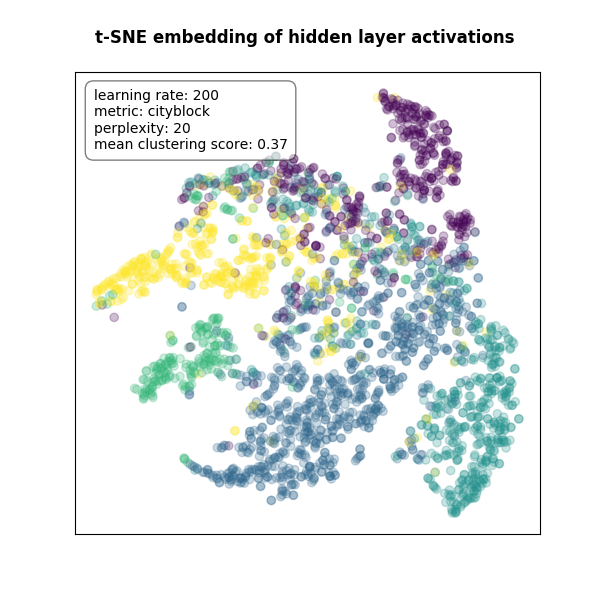 t-SNE embedding of hidden layer activations
learning rate: 200
metric: cityblock
perplexity: 20
mean clustering score: 0.37